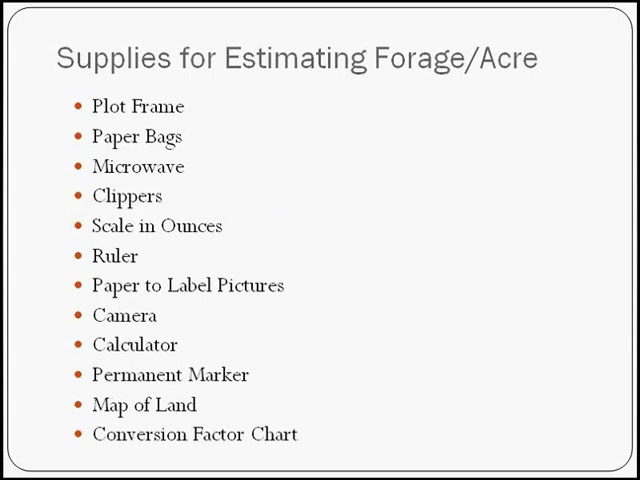 Supplies for Estimating Forage/Acre
• Plot Frame
• Paper Bags
• Microwave
• Clippers
• Scale in Ounces
• Ruler
• Paper to Label Pictures
• Camera
• Calculator
• Permanent Marker
• Map of Land
• Conversion Factor Chart